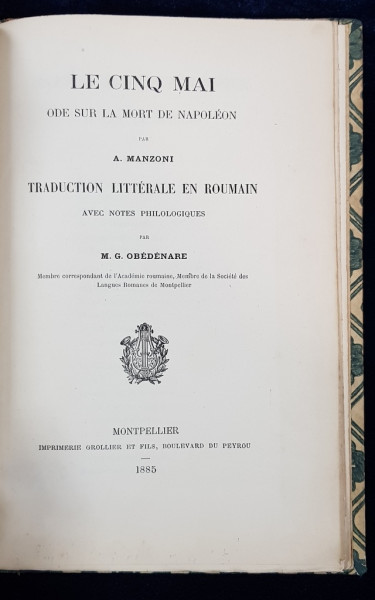 LE CINQ MAI
ODE SUR LA MORT DE NAPOLÉON
PAR
A. MANZONI
TRADUCTION LITTÉRALE EN ROUMAIN
AVEC NOTES PHILOLOGIQUES
PAR
M. G. OBÉDÉNARE
Membre correspondant de l'Académie roumaine, Membre de la Société des
Langues Romanes de Montpellier
MONTPELLIER
IMPRIMERIE GROLLIER ET FILS, BOULEVARD DU PEYROU
1885